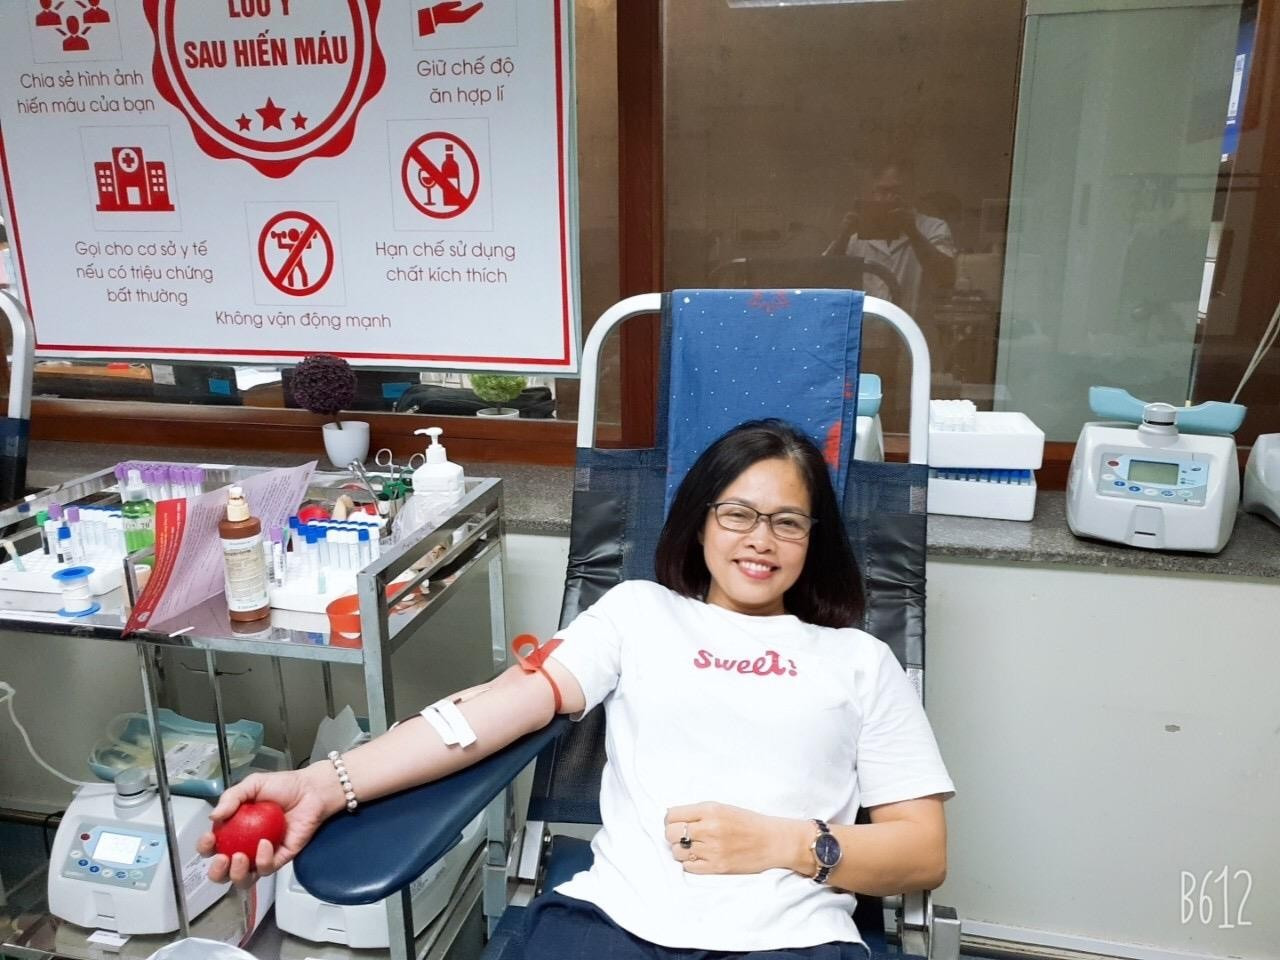 LƯU Ý
SAU HIẾN MÁU
Chia sẻ hình ảnh
hiến máu của bạn
Giữ chế độ
ăn hợp lí
Gọi cho cơ sở y tế
nếu có triệu chứng
bất thường
Hạn chế sử dụng
chất kích thích
Không vận động mạnh
Sweet!
B612